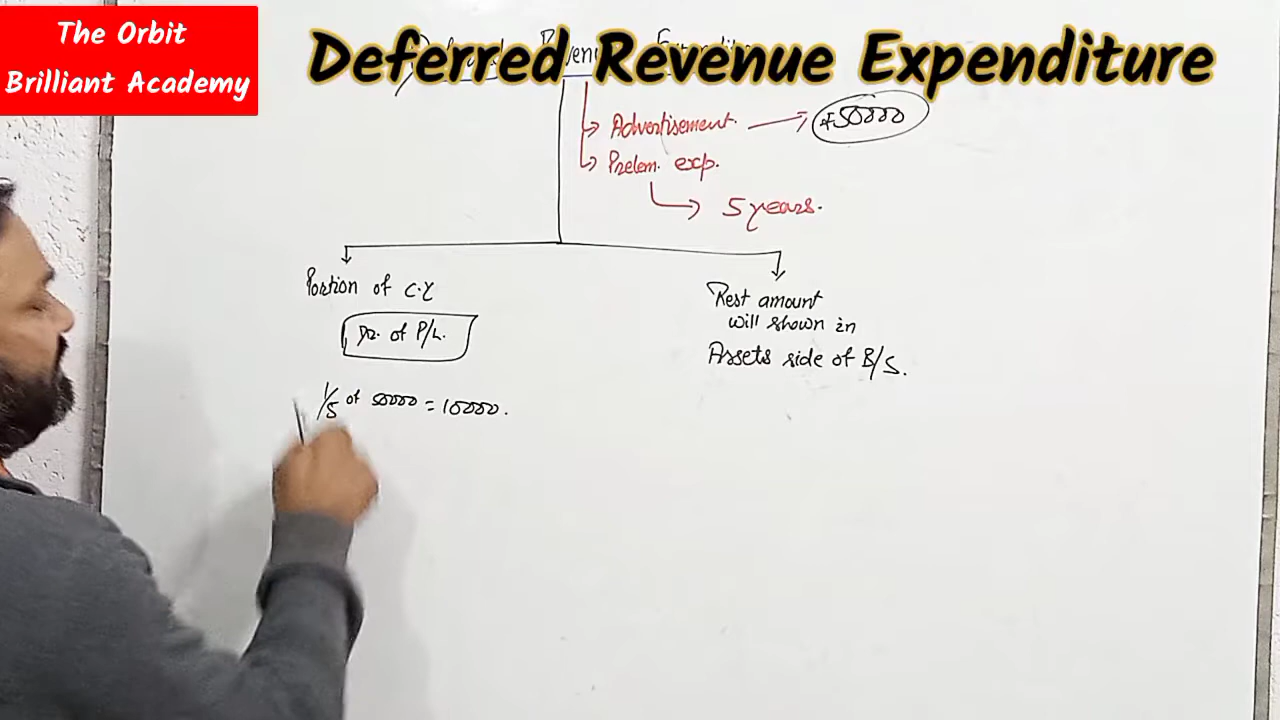 The Orbit
Brilliant Academy
Deferred Revenue Expenditure
Advertisement. → ₹50000
Prelem. exp.
5 years.
Portion of C.Y
of P/L.
1/5 of 50000 = 10000.
Rest amount
will shown in
Assets side of B/S.